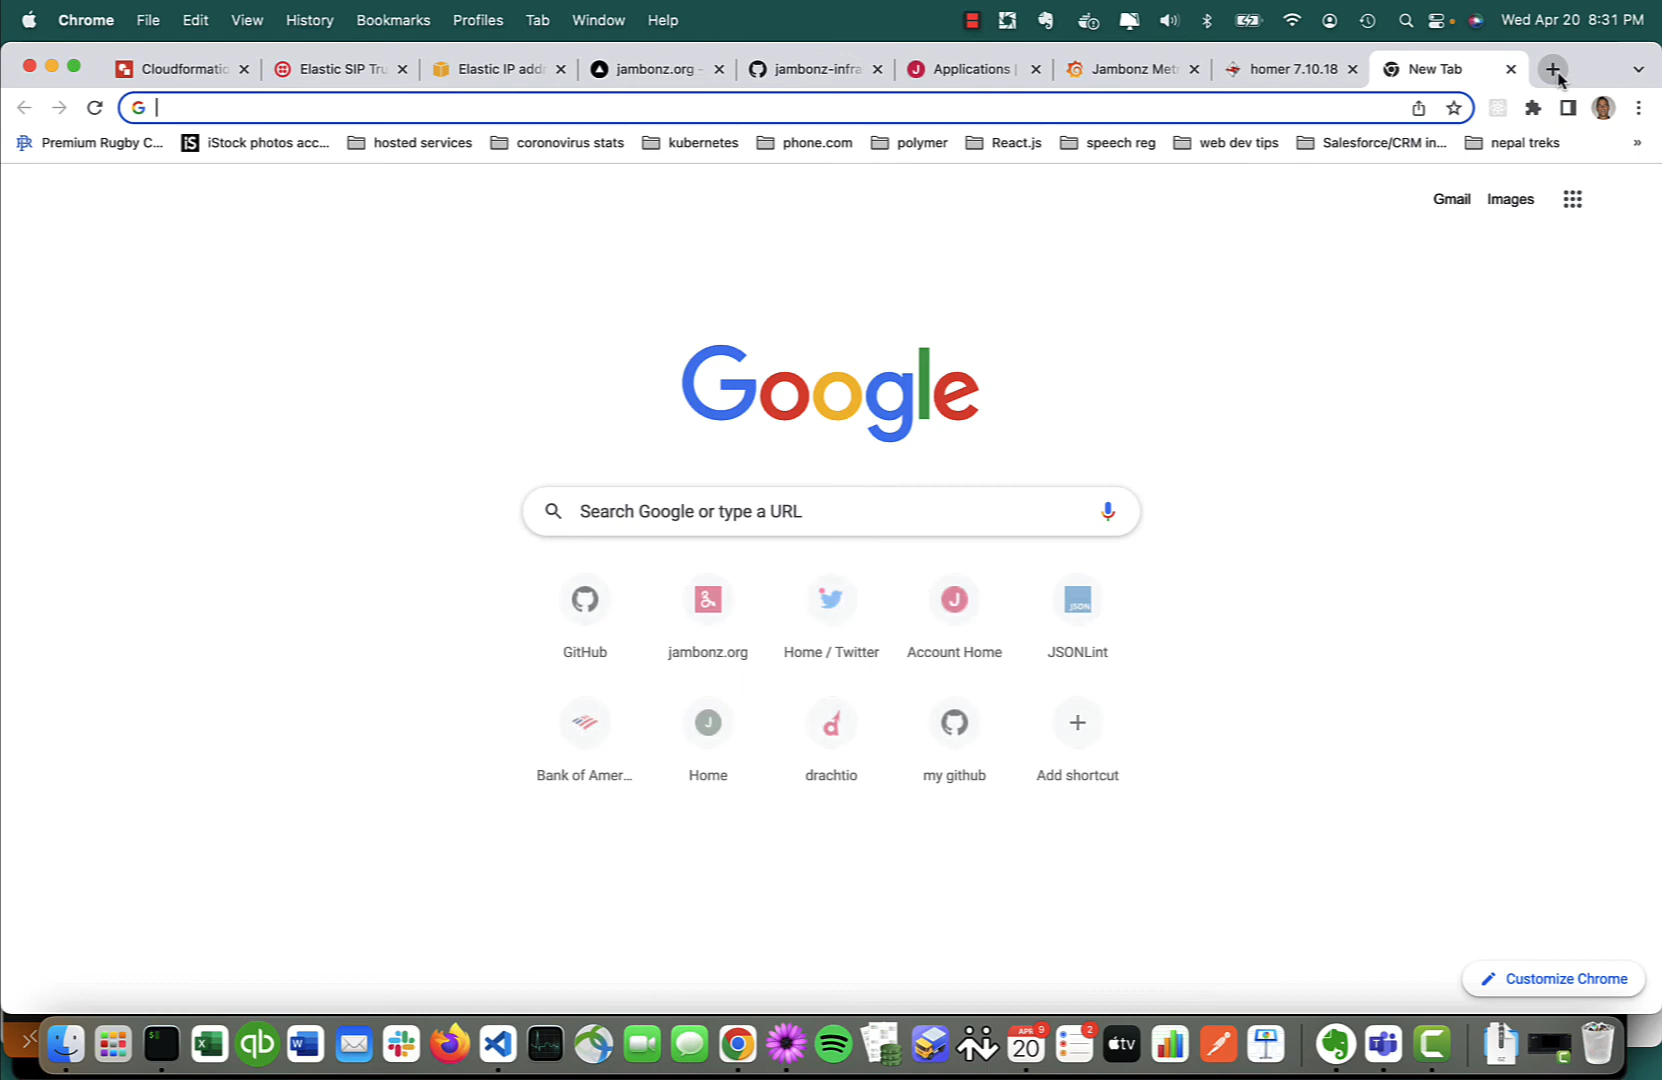 Chrome File Edit View History Bookmarks Profiles Tab Window Help Wed Apr 20 8:31 PM
Cloudformatio Elastic SIP Tru Elastic IP addr jambonz.org - jambonz-infra Applications | Jambonz Met homer 7.10.18 New Tab
Premium Rugby C... iStock photos acc... hosted services coronovirus stats kubernetes phone.com polymer React.js speech reg web dev tips Salesforce/CRM in... nepal treks »
Gmail Images
Google
Search Google or type a URL
GitHub jambonz.org Home / Twitter Account Home JSONLint
Bank of Amer... Home drachtio my github Add shortcut
Customize Chrome